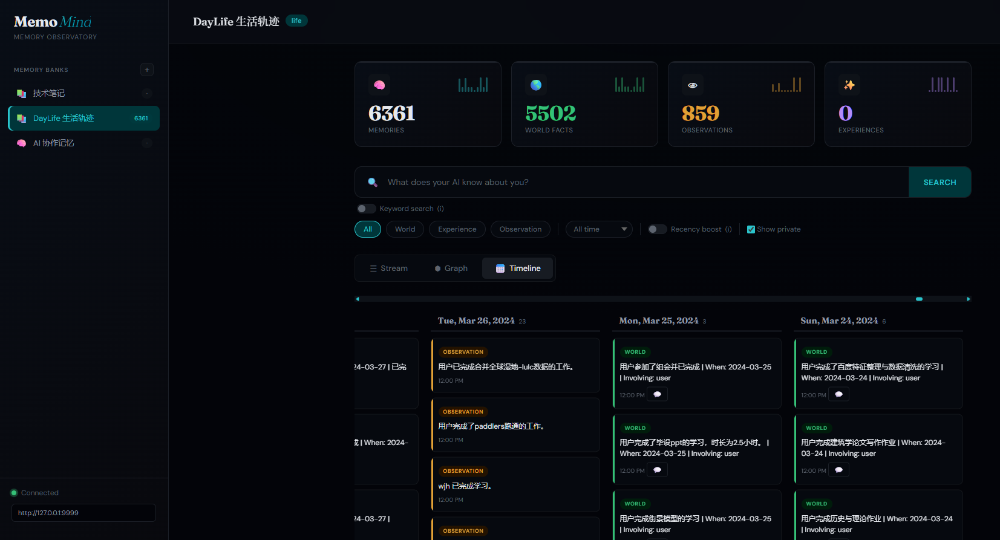 Memo Mind
MEMORY OBSERVATORY
MEMORY BANKS
+
技术笔记
-
DayLife 生活轨迹
6361
AI 协作记忆
-
Connected
http://127.0.0.1:9999
DayLife 生活轨迹
life
6361
MEMORIES
5502
WORLD FACTS
859
OBSERVATIONS
0
EXPERIENCES
What does your AI know about you?
SEARCH
Keyword search (i)
All
World
Experience
Observation
All time
Recency boost (i)
Show private
Stream
Graph
Timeline
24-03-27 | 已完
| When: 2024-
24-03-27 |
Tue, Mar 26, 2024 23
OBSERVATION
用户已完成合并全球湿地-lulc数据的工作。
12:00 PM
OBSERVATION
用户完成了paddlers跑通的工作。
12:00 PM
OBSERVATION
wjh 已完成学习。
12:00 PM
OBSERVATION
Mon, Mar 25, 2024 3
WORLD
用户参加了组会并已完成 | When: 2024-03-25
| Involving: user
12:00 PM
WORLD
用户完成了毕设ppt的学习，时长为2.5小时。 |
When: 2024-03-25 | Involving: user
12:00 PM
WORLD
用户完成街景模型的学习 | When: 2024-03-25
| Involving: user
Sun, Mar 24, 2024 6
WORLD
用户完成了百度特征整理与数据清洗的学习 |
When: 2024-03-24 | Involving: user
12:00 PM
WORLD
用户完成建筑学论文写作作业 | When: 2024-
03-24 | Involving: user
12:00 PM
WORLD
用户完成历史与理论作业 | When: 2024-03-24
| Involving: user